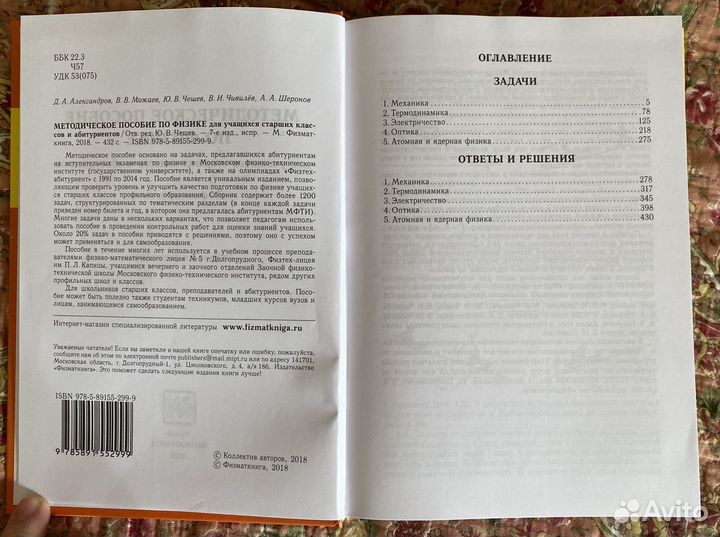 ББК 22.3
Ч57
УДК 53(075)
Д. А. Александров, В. В. Можаев, Ю. В. Чешев, В. И. Чивилёв, А. А. Шеронов
МЕТОДИЧЕСКОЕ ПОСОБИЕ ПО ФИЗИКЕ для учащихся старших клас-
сов и абитуриентов / Отв. ред. Ю. В. Чешев. — 7-е изд., испр. — М.: Физмат-
книга, 2018. — 432 с. — ISBN 978-5-89155-299-9.
Методическое пособие основано на задачах, предлагавшихся абитуриентам
на вступительных экзаменах по физике в Московском физико-техническом
институте (государственном университете), а также на олимпиадах «Физтех-
абитуриент» с 1991 по 2014 год. Пособие является уникальным изданием, позво-
ляющим проверить уровень и улучшить качество подготовки по физике учащих-
ся старших классов профильного образования. Сборник содержит более 1200
задач, структурированных по тематическим разделам (в конце каждой задачи
приведен номер билета и год, в котором она предлагалась абитуриентам МФТИ).
Многие задачи даны в нескольких вариантах, что позволяет педагогам исполь-
зовать пособие в проведении контрольных работ для оценки знаний учащихся.
Около 20% задач в пособии приводятся с решениями, поэтому оно с успехом
может применяться и для самообразования.
Пособие в течение многих лет используется в учебном процессе препода-
вателями физико-математического лицея №5 г.Долгопрудного, Физтех-лицея
им П. Л. Капицы, учащимися вечернего и заочного отделений Заочной физико-
технической школы Московского физико-технического института, рядом других
профильных школ и классов.
Для школьников старших классов, преподавателей и абитуриентов. Посо-
бие может быть полезно также студентам техникумов, младших курсов вузов и
лицам, занимающимся самообразованием.
Интернет-магазин специализированной литературы www.fizmatkniga.ru
Уважаемые читатели! Если вы заметили в нашей книге опечатку или ошибку, пожалуйста,
сообщите нам об этом по электронной почте publishers@mail.mipt.ru или по адресу 141701,
Московская область, г. Долгопрудный-1, ул. Циолковского, д. 4, а/я 186, Издательство
«Физматкнига». Это поможет сделать следующие издания книги лучше!
ISBN 978-5-89155-299-9
9 785891 552999
© Коллектив авторов, 2018
© Физматкнига, 2018
ОГЛАВЛЕНИЕ
ЗАДАЧИ
1. Механика 5
2. Термодинамика 78
3. Электричество 125
4. Оптика 218
5. Атомная и ядерная физика 275
ОТВЕТЫ И РЕШЕНИЯ
1. Механика 278
2. Термодинамика 317
3. Электричество 345
4. Оптика 398
5. Атомная и ядерная физика 430
Avito